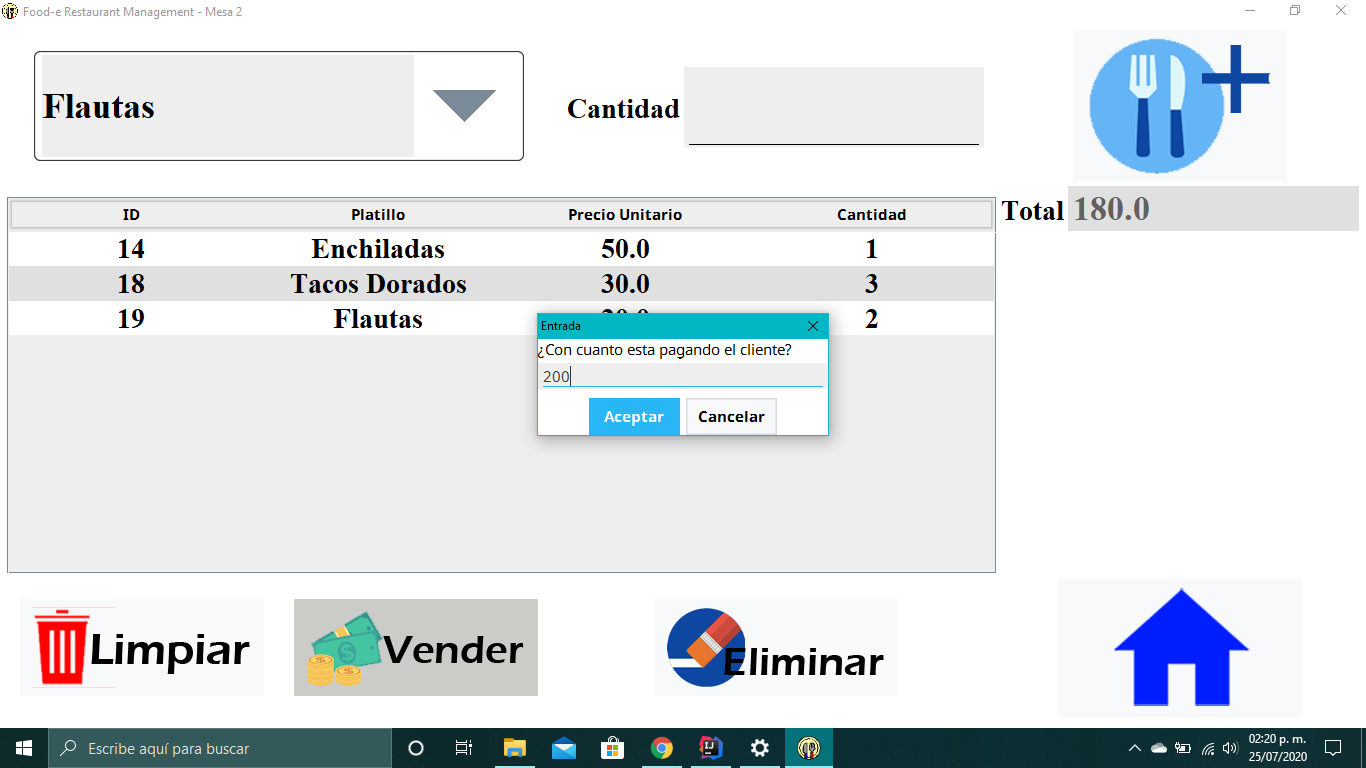 Food-e Restaurant Management - Mesa 2
Flautas
Cantidad
ID Platillo Precio Unitario Cantidad
Total 180.0
14 Enchiladas 50.0 1
18 Tacos Dorados 30.0 3
19 Flautas 2
Entrada
¿Con cuanto esta pagando el cliente?
200
Aceptar Cancelar
Limpiar Vender Eliminar
Escribe aquí para buscar
02:20 p. m.
25/07/2020